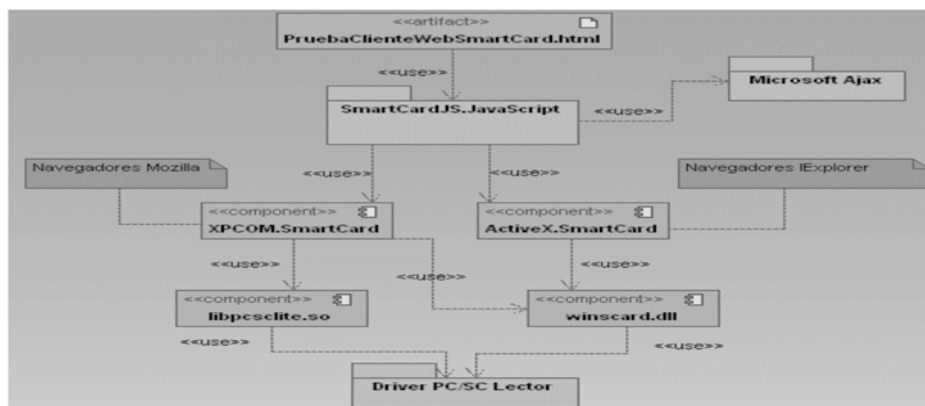 <<artifact>>
PruebaClienteWebSmartCard.html
<<use>>
Microsoft Ajax
SmartCardJS.JavaScript
<<use>>
Navegadores Mozilla
<<use>>
<<use>>
Navegadores IExplorer
<<component>>
XPCOM.SmartCard
<<component>>
ActiveX.SmartCard
<<use>>
<<use>>
<<use>>
<<component>>
libpcsclite.so
<<component>>
winscard.dll
<<use>>
<<use>>
Driver PC/SC Lector